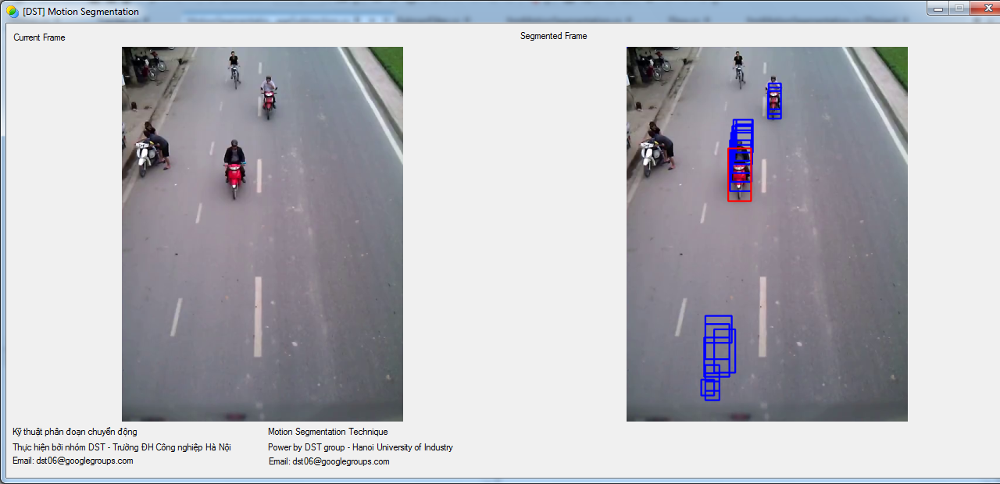 [DST] Motion Segmentation
Current Frame
Segmented Frame
Kỹ thuật phân đoạn chuyển động
Motion Segmentation Technique
Thực hiện bởi nhóm DST - Trường ĐH Công nghiệp Hà Nội
Power by DST group - Hanoi University of Industry
Email: dst06@googlegroups.com
Email: dst06@googlegroups.com